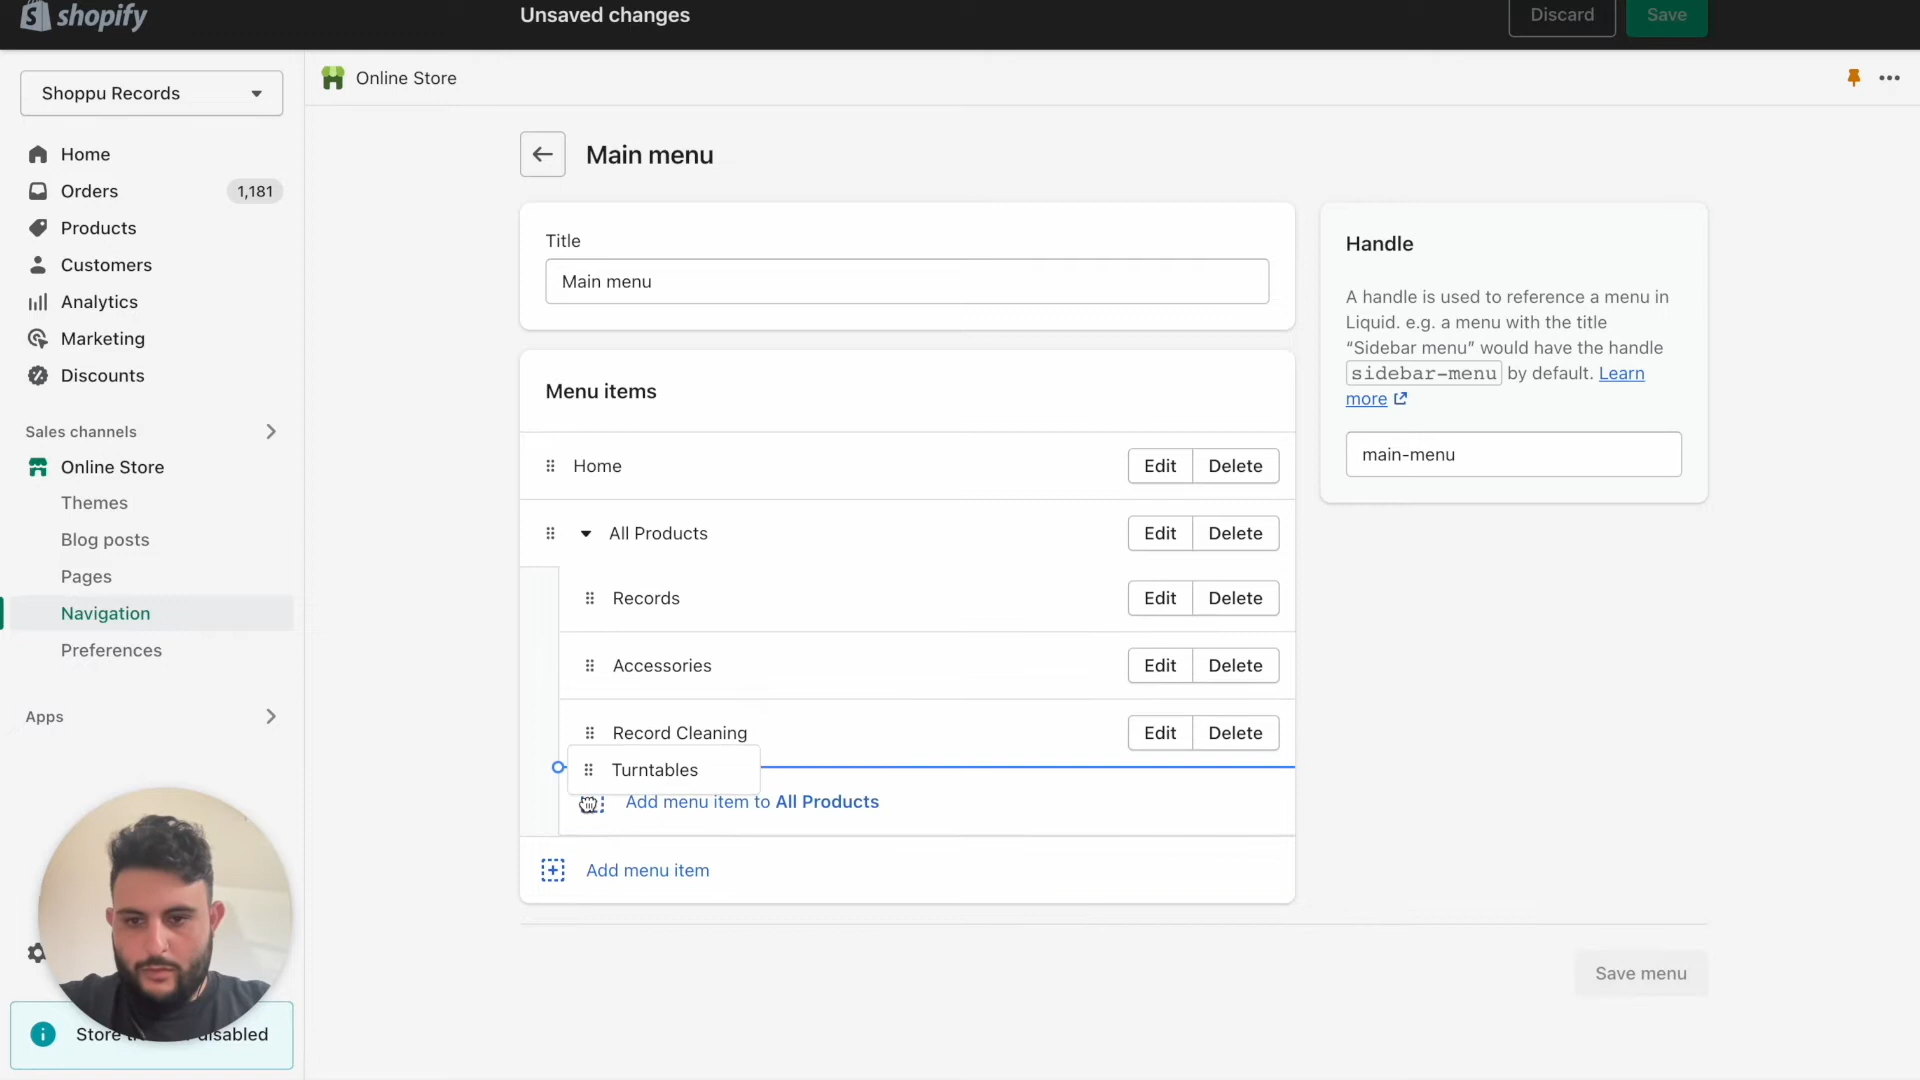 shopify
Unsaved changes
Discard
Save
Shoppu Records
Online Store
Home
Orders
1,181
Products
Customers
Analytics
Marketing
Discounts
Sales channels
Online Store
Themes
Blog posts
Pages
Navigation
Preferences
Apps
Store
disabled
Main menu
Title
Main menu
Menu items
Home
Edit
Delete
All Products
Edit
Delete
Records
Edit
Delete
Accessories
Edit
Delete
Record Cleaning
Edit
Delete
Turntables
Add menu item to All Products
Add menu item
Handle
A handle is used to reference a menu in
Liquid. e.g. a menu with the title
“Sidebar menu” would have the handle
sidebar-menu by default. Learn
more
main-menu
Save menu